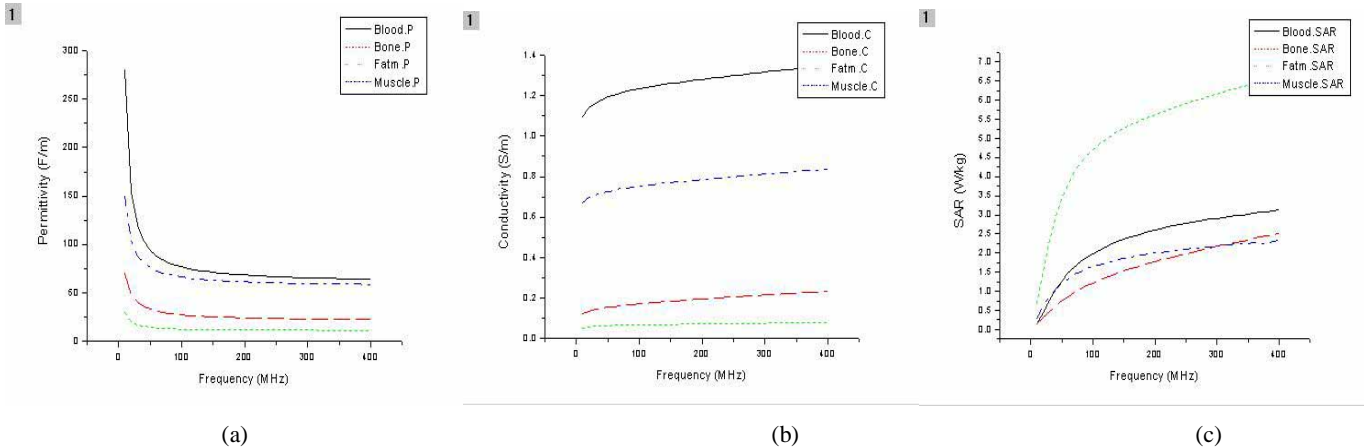 1
Blood.P
Bone.P
Fatm.P
Muscle.P
300
250
200
150
100
50
0
Permittivity (F/m)
0 100 200 300 400
Frequency (MHz)
(a)
1
Blood.C
Bone.C
Fatm.C
Muscle.C
1.4
1.2
1.0
0.8
0.6
0.4
0.2
0.0
Conductivity (S/m)
0 100 200 300 400
Frequency (MHz)
(b)
1
Blood.SAR
Bone.SAR
Fatm.SAR
Muscle.SAR
7.0
6.5
6.0
5.5
5.0
4.5
4.0
3.5
3.0
2.5
2.0
1.5
1.0
0.5
0.0
SAR (W/kg)
0 100 200 300 400
Frequency (MHz)
(c)